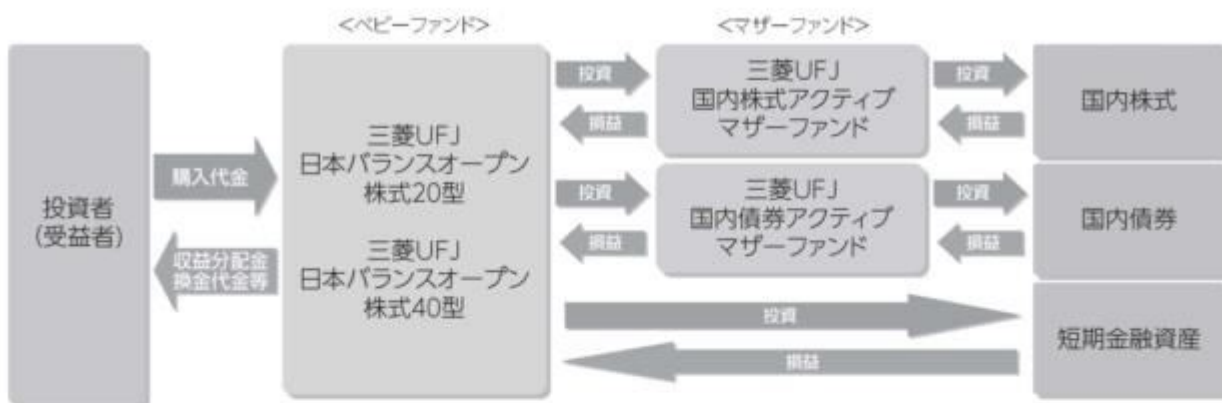 <ベビーファンド>
<マザーファンド>
投資者
(受益者)
購入代金
収益分配金
換金代金等
三菱UFJ
日本バランスオープン
株式20型
三菱UFJ
日本バランスオープン
株式40型
投資
損益
三菱UFJ
国内株式アクティブ
マザーファンド
投資
損益
国内株式
投資
損益
三菱UFJ
国内債券アクティブ
マザーファンド
投資
損益
国内債券
投資
損益
短期金融資産